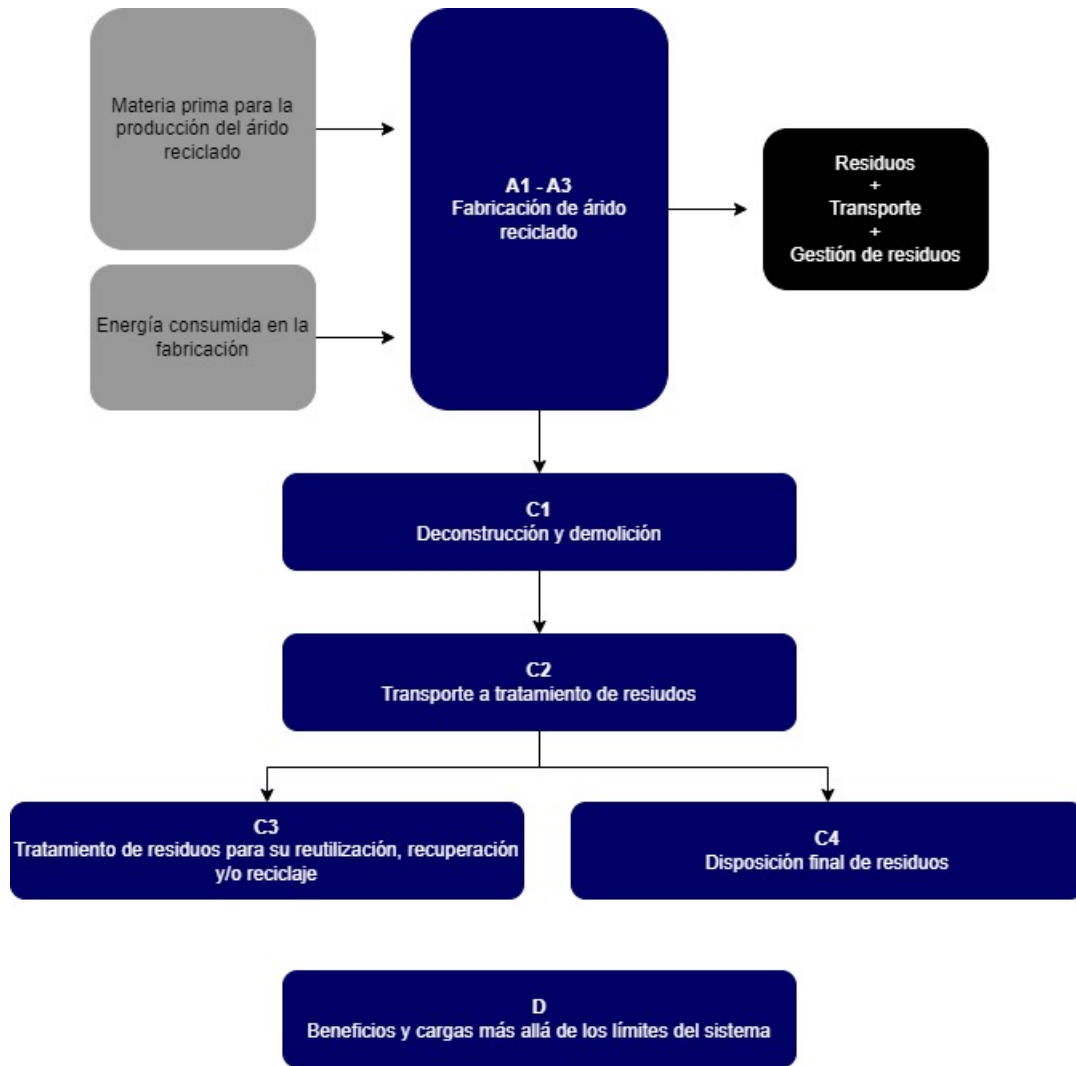 Materia prima para la
producción del árido
reciclado
A1 - A3
Fabricación de árido
reciclado
Residuos
+
Transporte
+
Gestión de residuos
Energía consumida en la
fabricación
C1
Deconstrucción y demolición
C2
Transporte a tratamiento de resiudos
C3
Tratamiento de residuos para su reutilización, recuperación
y/o reciclaje
C4
Disposición final de residuos
D
Beneficios y cargas más allá de los límites del sistema